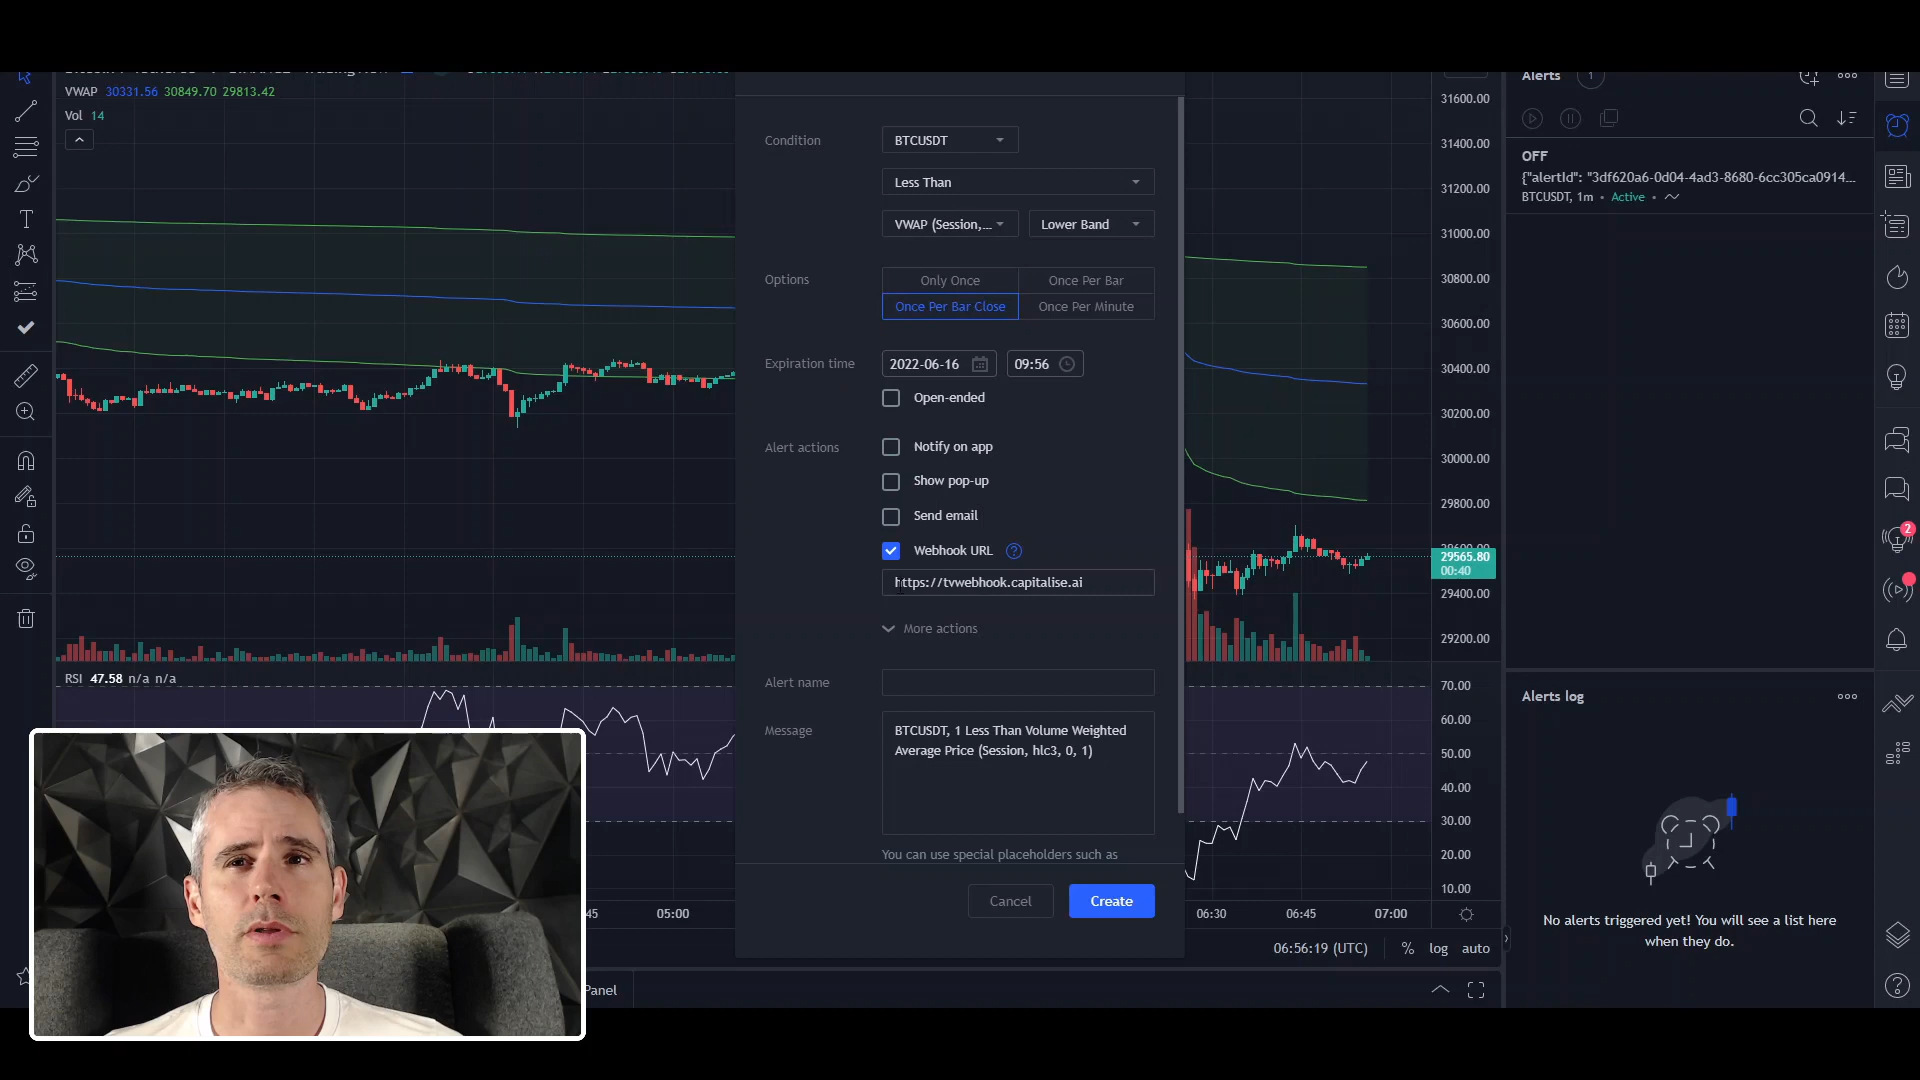 VWAP 30331.56 30849.70 29813.42
Vol 14
Condition
BTCUSDT
Less Than
VWAP (Session,...
Lower Band
Options
Only Once
Once Per Bar
Once Per Bar Close
Once Per Minute
Expiration time
2022-06-16
09:56
Open-ended
Alert actions
Notify on app
Show pop-up
Send email
Webhook URL
https://tvwebhook.capitalise.ai
More actions
Alert name
Message
BTCUSDT, 1 Less Than Volume Weighted
Average Price (Session, hlc3, 0, 1)
You can use special placeholders such as
Cancel
Create
RSI 47.58 n/a n/a
45
05:00
06:30
06:45
07:00
06:56:19 (UTC)
%
log
auto
Panel
31600.00
31400.00
31200.00
31000.00
30800.00
30600.00
30400.00
30200.00
30000.00
29800.00
29600.00
29565.80
00:40
29400.00
29200.00
70.00
60.00
50.00
40.00
30.00
20.00
10.00
Alerts
1
OFF
{"alertId": "3df620a6-0d04-4ad3-8680-6cc305ca0914...
BTCUSDT, 1m • Active •
Alerts log
No alerts triggered yet! You will see a list here
when they do.
2